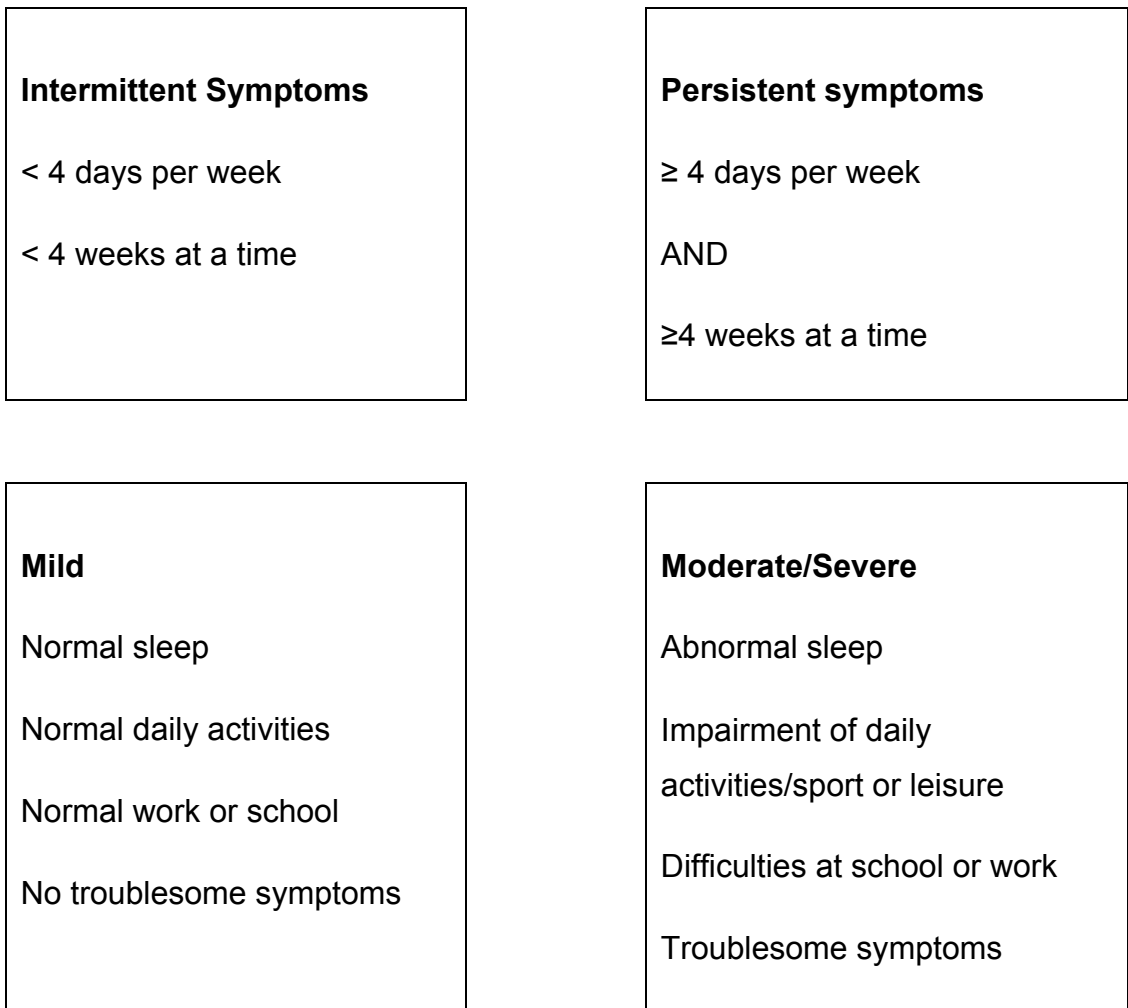 Intermittent Symptoms
< 4 days per week
< 4 weeks at a time
Persistent symptoms
≥ 4 days per week
AND
≥4 weeks at a time
Mild
Normal sleep
Normal daily activities
Normal work or school
No troublesome symptoms
Moderate/Severe
Abnormal sleep
Impairment of daily
activities/sport or leisure
Difficulties at school or work
Troublesome symptoms